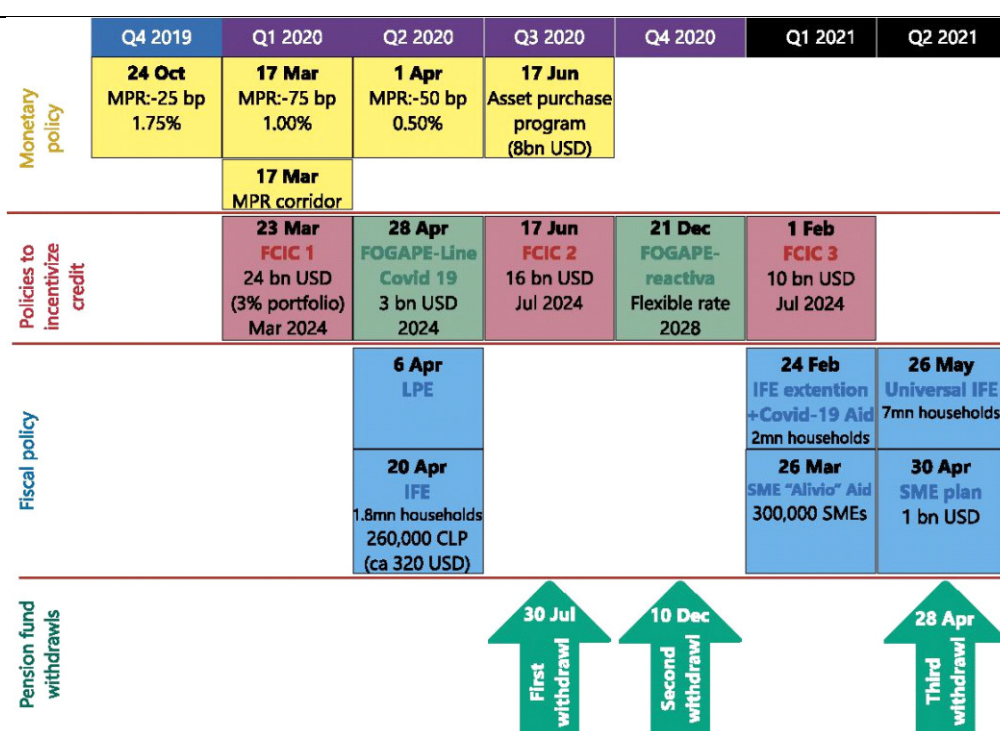 Q4 2019
Q1 2020
Q2 2020
Q3 2020
Q4 2020
Q1 2021
Q2 2021
Monetary
policy
24 Oct
MPR:-25 bp
1.75%
17 Mar
MPR:-75 bp
1.00%
1 Apr
MPR:-50 bp
0.50%
17 Jun
Asset purchase
program
(8bn USD)
17 Mar
MPR corridor
Policies to
incentivize
credit
23 Mar
FCIC 1
24 bn USD
(3% portfolio)
Mar 2024
28 Apr
FOGAPE-Line
Covid 19
3 bn USD
2024
17 Jun
FCIC 2
16 bn USD
Jul 2024
21 Dec
FOGAPE-
reactiva
Flexible rate
2028
1 Feb
FCIC 3
10 bn USD
Jul 2024
Fiscal policy
6 Apr
LPE
24 Feb
IFE extention
+Covid-19 Aid
2mn households
26 May
Universal IFE
7mn households
20 Apr
IFE
1.8mn households
260,000 CLP
(ca 320 USD)
26 Mar
SME "Alivio" Aid
300,000 SMEs
30 Apr
SME plan
1 bn USD
Pension fund
withdrawls
30 Jul
First
withdrawl
10 Dec
Second
withdrawl
28 Apr
Third
withdrawl